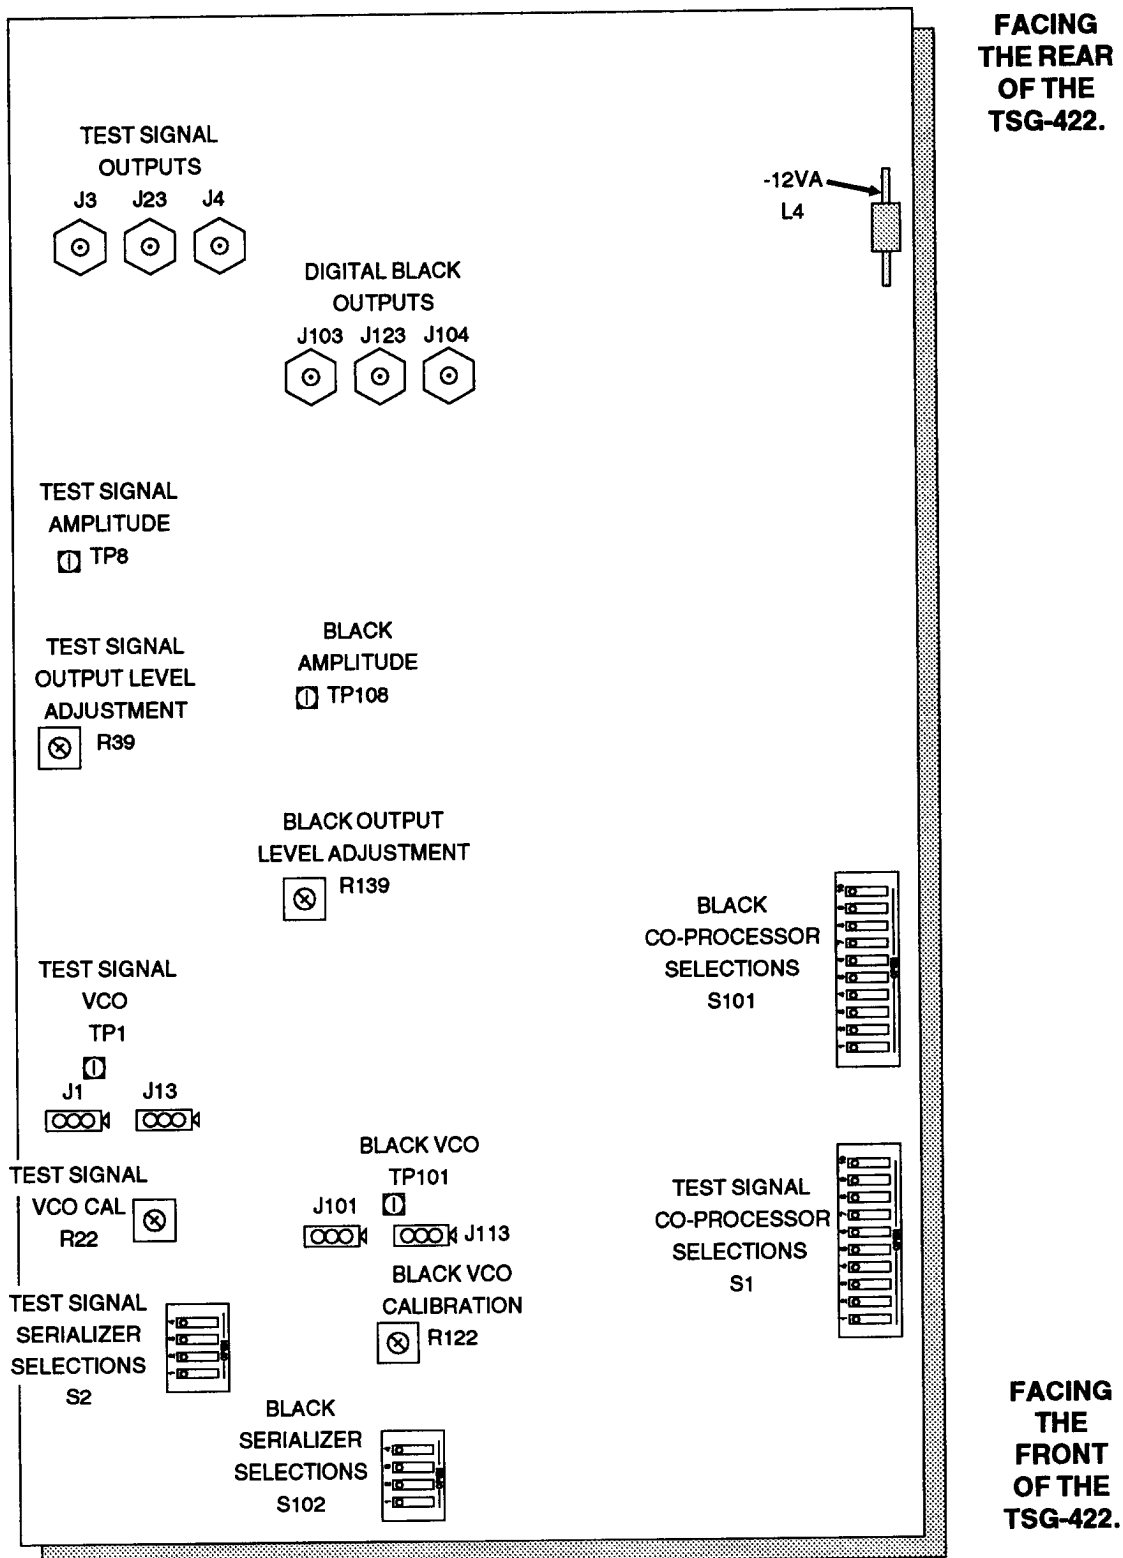 FACING
THE REAR
OF THE
TSG-422.
TEST SIGNAL
OUTPUTS
J3 J23 J4
-12VA
L4
DIGITAL BLACK
OUTPUTS
J103 J123 J104
TEST SIGNAL
AMPLITUDE
TP8
BLACK
AMPLITUDE
TP108
TEST SIGNAL
OUTPUT LEVEL
ADJUSTMENT
R39
BLACK OUTPUT
LEVEL ADJUSTMENT
R139
BLACK
CO-PROCESSOR
SELECTIONS
S101
TEST SIGNAL
VCO
TP1
J1 J13
BLACK VCO
TP101
J101
J113
TEST SIGNAL
VCO CAL
R22
TEST SIGNAL
CO-PROCESSOR
SELECTIONS
S1
BLACK VCO
CALIBRATION
R122
TEST SIGNAL
SERIALIZER
SELECTIONS
S2
BLACK
SERIALIZER
SELECTIONS
S102
FACING
THE
FRONT
OF THE
TSG-422.